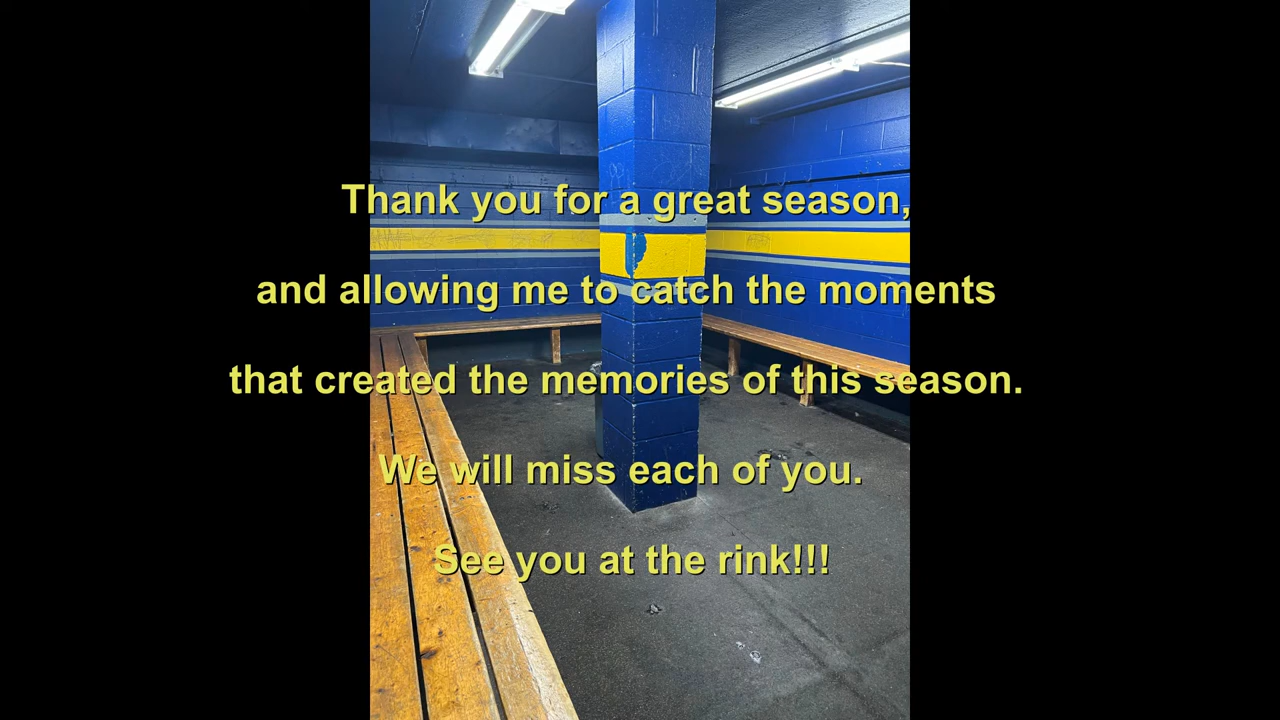 Thank you for a great season,
and allowing me to catch the moments
that created the memories of this season.
We will miss each of you.
See you at the rink!!!